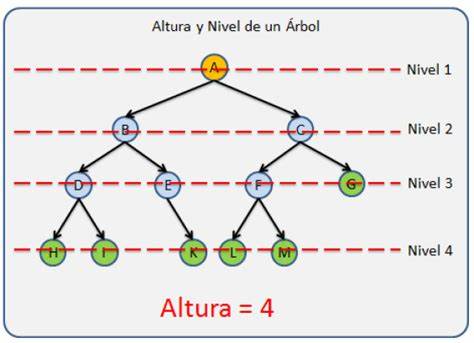 Altura y Nivel de un Árbol
A Nivel 1
B C Nivel 2
D E F G Nivel 3
H I K L M Nivel 4
Altura = 4